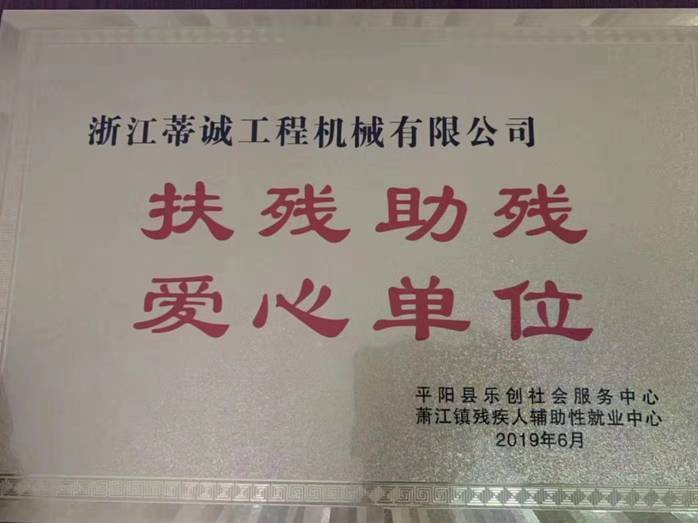 浙江蒂诚工程机械有限公司
扶残助残
爱心单位
平阳县乐创社会服务中心
萧江镇残疾人辅助性就业中心
2019年6月